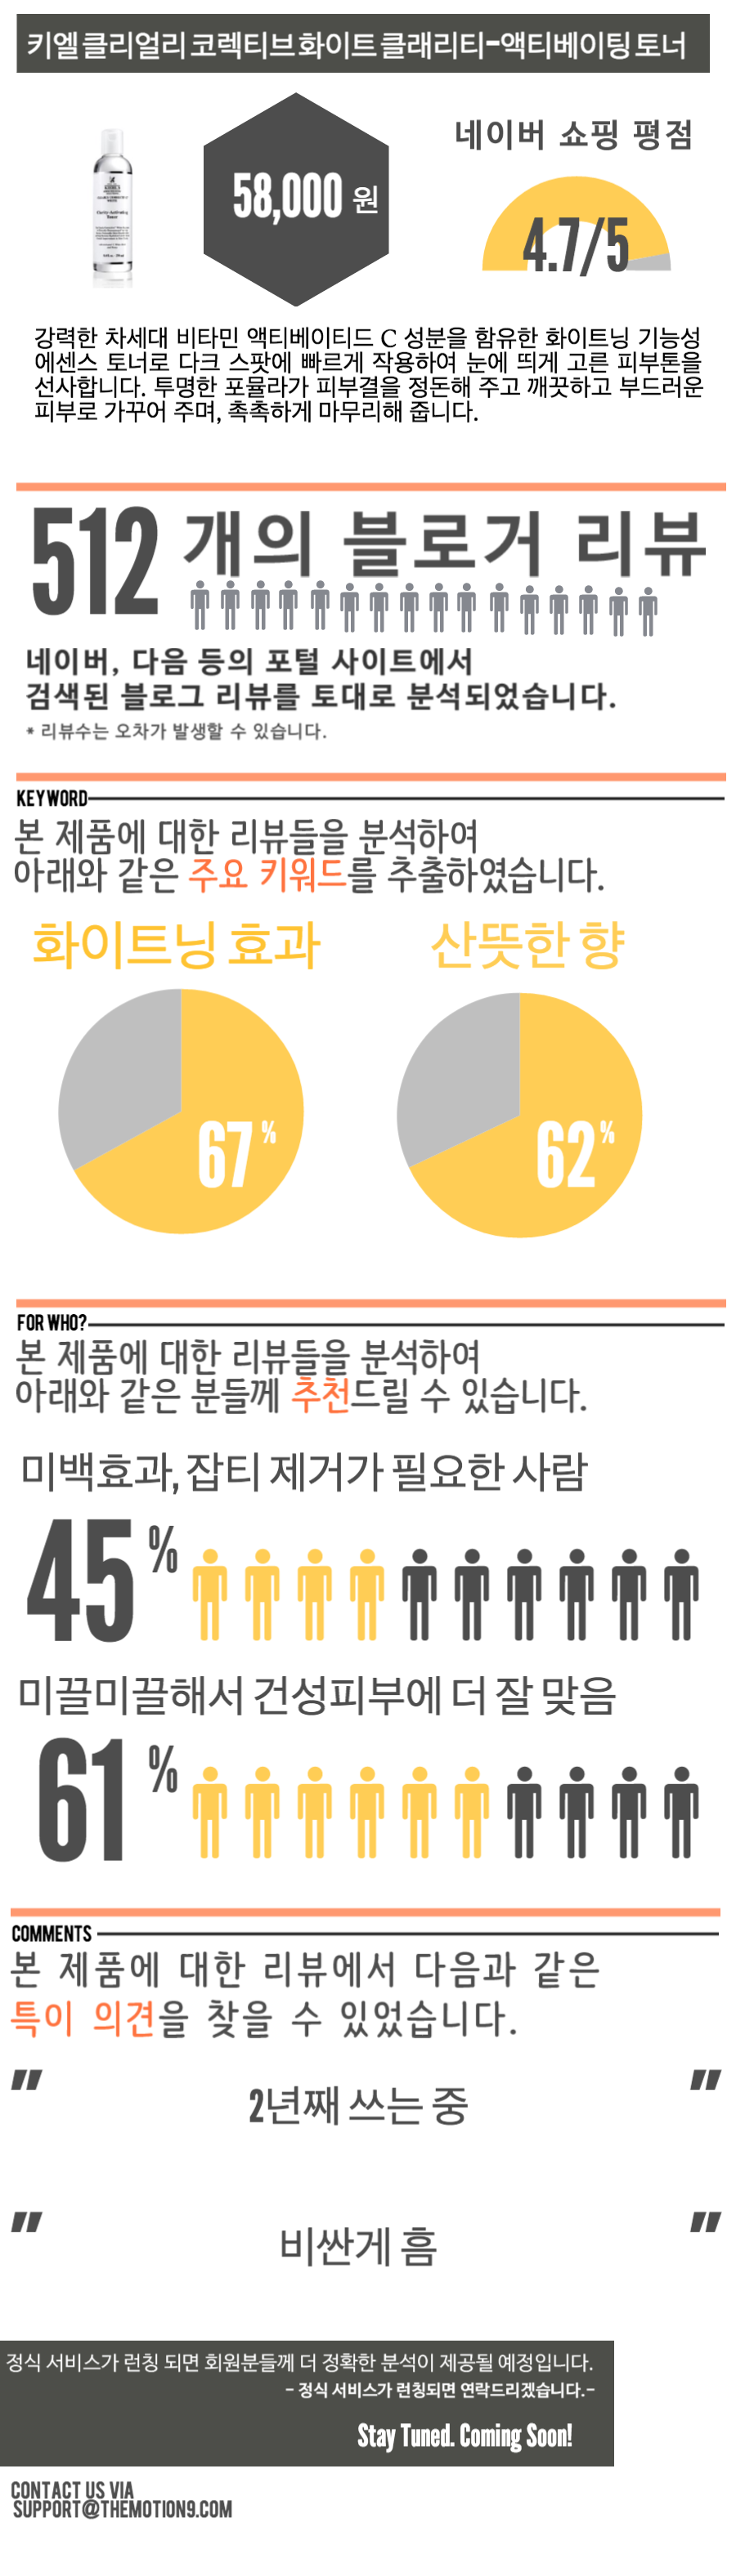 키엘 클리얼리 코렉티브 화이트 클래리티-액티베이팅 토너
58,000 원
네이버 쇼핑 평점
4.7/5
강력한 차세대 비타민 액티베이티드 C 성분을 함유한 화이트닝 기능성
에센스 토너로 다크 스팟에 빠르게 작용하여 눈에 띄게 고른 피부톤을
선사합니다. 투명한 포뮬라가 피부결을 정돈해 주고 깨끗하고 부드러운
피부로 가꾸어 주며, 촉촉하게 마무리해 줍니다.
512 개의 블로거 리뷰
네이버, 다음 등의 포털 사이트에서
검색된 블로그 리뷰를 토대로 분석되었습니다.
* 리뷰수는 오차가 발생할 수 있습니다.
KEYWORD
본 제품에 대한 리뷰들을 분석하여
아래와 같은 주요 키워드를 추출하였습니다.
화이트닝 효과
산뜻한 향
67%
62%
FOR WHO?
본 제품에 대한 리뷰들을 분석하여
아래와 같은 분들께 추천드릴 수 있습니다.
미백효과, 잡티 제거가 필요한 사람
45%
미끌미끌해서 건성피부에 더 잘 맞음
61%
COMMENTS
본 제품에 대한 리뷰에서 다음과 같은
특이 의견을 찾을 수 있었습니다.
" 2년째 쓰는 중 "
" 비싼게 흠 "
정식 서비스가 런칭 되면 회원분들께 더 정확한 분석이 제공될 예정입니다.
- 정식 서비스가 런칭되면 연락드리겠습니다.-
Stay Tuned. Coming Soon!
CONTACT US VIA
SUPPORT@THEMOTION9.COM